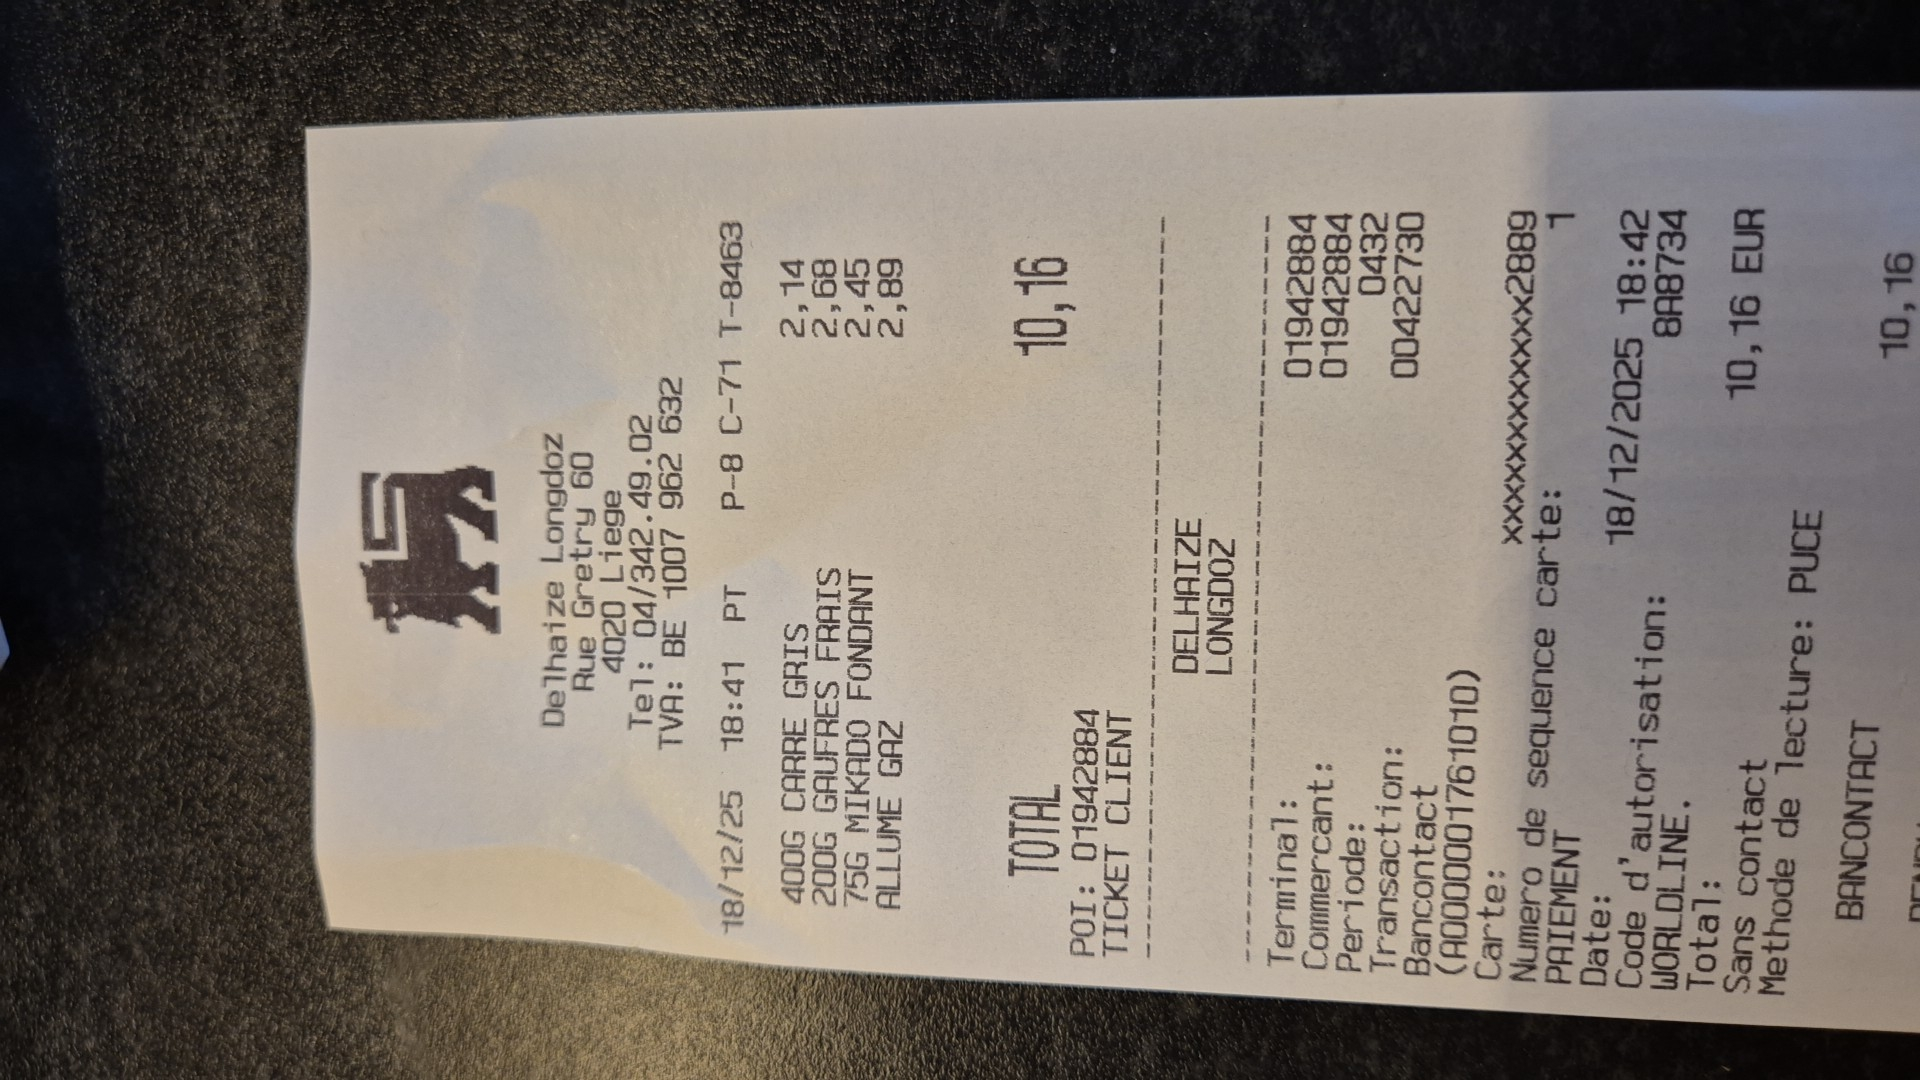 Delhaize Longdoz
Rue Gretry 60
4020 Liege
Tel: 04/342.49.02
TVA: BE 1007 962 632
18/12/25 18:41 PT P-8 C-71 T-8463
400G CARRE GRIS 2,14
200G GAUFRES FRAIS 2,68
75G MIKADO FONDANT 2,45
ALLUME GAZ 2,89
TOTAL 10,16
POI: 01942884
TICKET CLIENT
DELHAIZE
LONGDOZ
Terminal: 01942884
Commercant: 01942884
Periode: 0432
Transaction: 00422730
Bancontact
(A0000001761010)
Carte: xxxxxxxxxxxxxxx2889
Numero de sequence carte: 1
PAIEMENT
Date: 18/12/2025 18:42
Code d'autorisation: 8A8734
WORLDLINE.
Total: 10,16 EUR
Sans contact
Methode de lecture: PUCE
BANCONTACT 10,16